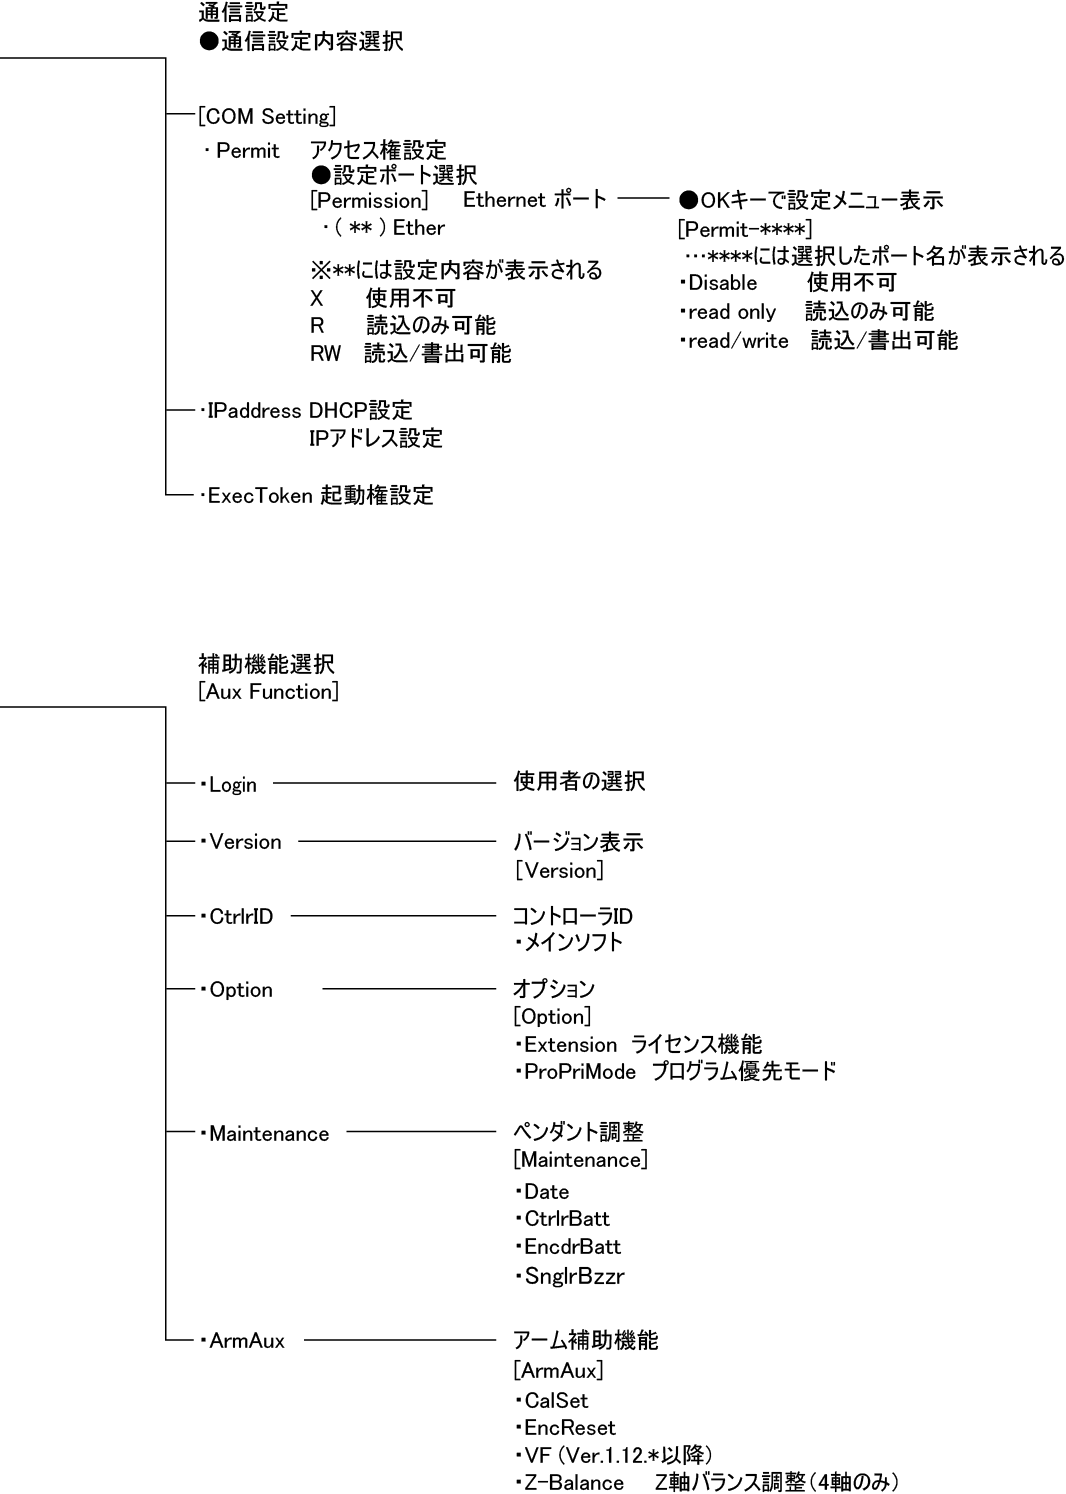 通信設定
●通信設定内容選択
[COM Setting]
・Permit アクセス権設定
●設定ポート選択
[Permission] Ethernet ポート
・( ** ) Ether
※**には設定内容が表示される
X 使用不可
R 読込のみ可能
RW 読込/書出可能
●OKキーで設定メニュー表示
[Permit-****]
…****には選択したポート名が表示される
・Disable 使用不可
・read only 読込のみ可能
・read/write 読込/書出可能
・IPaddress DHCP設定
IPアドレス設定
・ExecToken 起動権設定
補助機能選択
[Aux Function]
・Login 使用者の選択
・Version バージョン表示
[Version]
・CtrlrID コントローラID
・メインソフト
・Option オプション
[Option]
・Extension ライセンス機能
・ProPriMode プログラム優先モード
・Maintenance ペンダント調整
[Maintenance]
・Date
・CtrlrBatt
・EncdrBatt
・SnglrBzzr
・ArmAux アーム補助機能
[ArmAux]
・CalSet
・EncReset
・VF (Ver.1.12.*以降)
・Z-Balance Z軸バランス調整(4軸のみ)